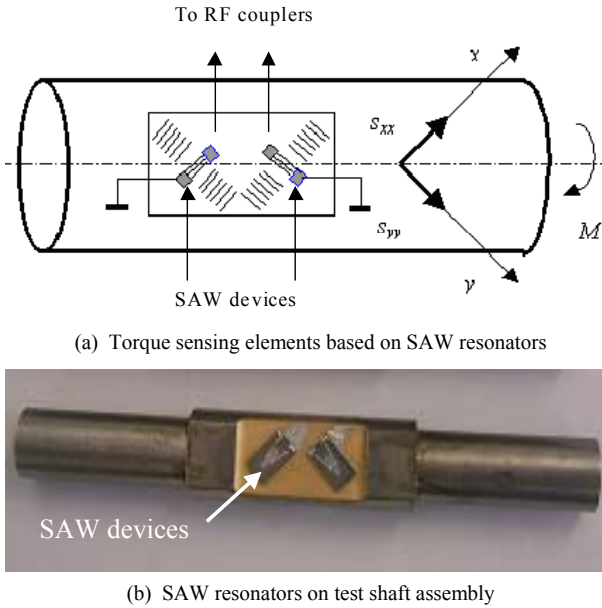 To RF couplers
x
s_xx
s_yy
M
y
SAW devices
(a) Torque sensing elements based on SAW resonators
SAW devices
(b) SAW resonators on test shaft assembly